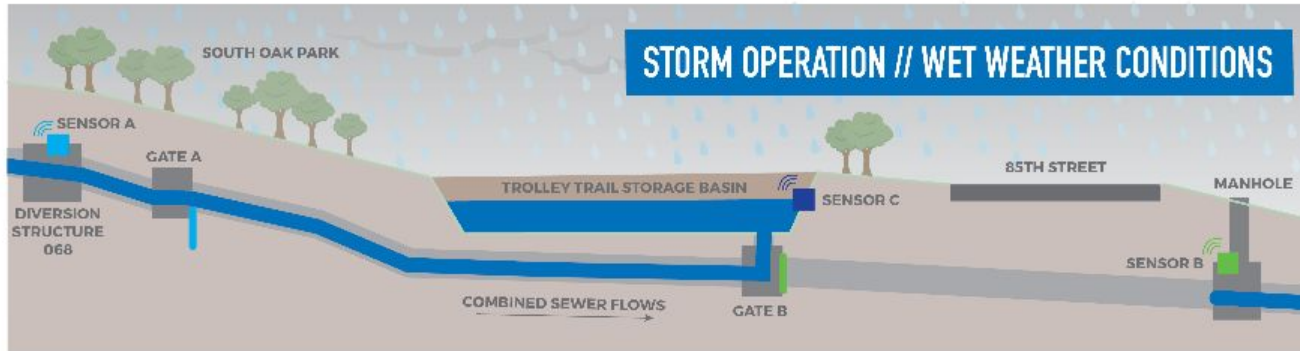 STORM OPERATION // WET WEATHER CONDITIONS
SOUTH OAK PARK
SENSOR A
GATE A
DIVERSION
STRUCTURE
068
TROLLEY TRAIL STORAGE BASIN
SENSOR C
85TH STREET
MANHOLE
SENSOR B
COMBINED SEWER FLOWS
GATE B